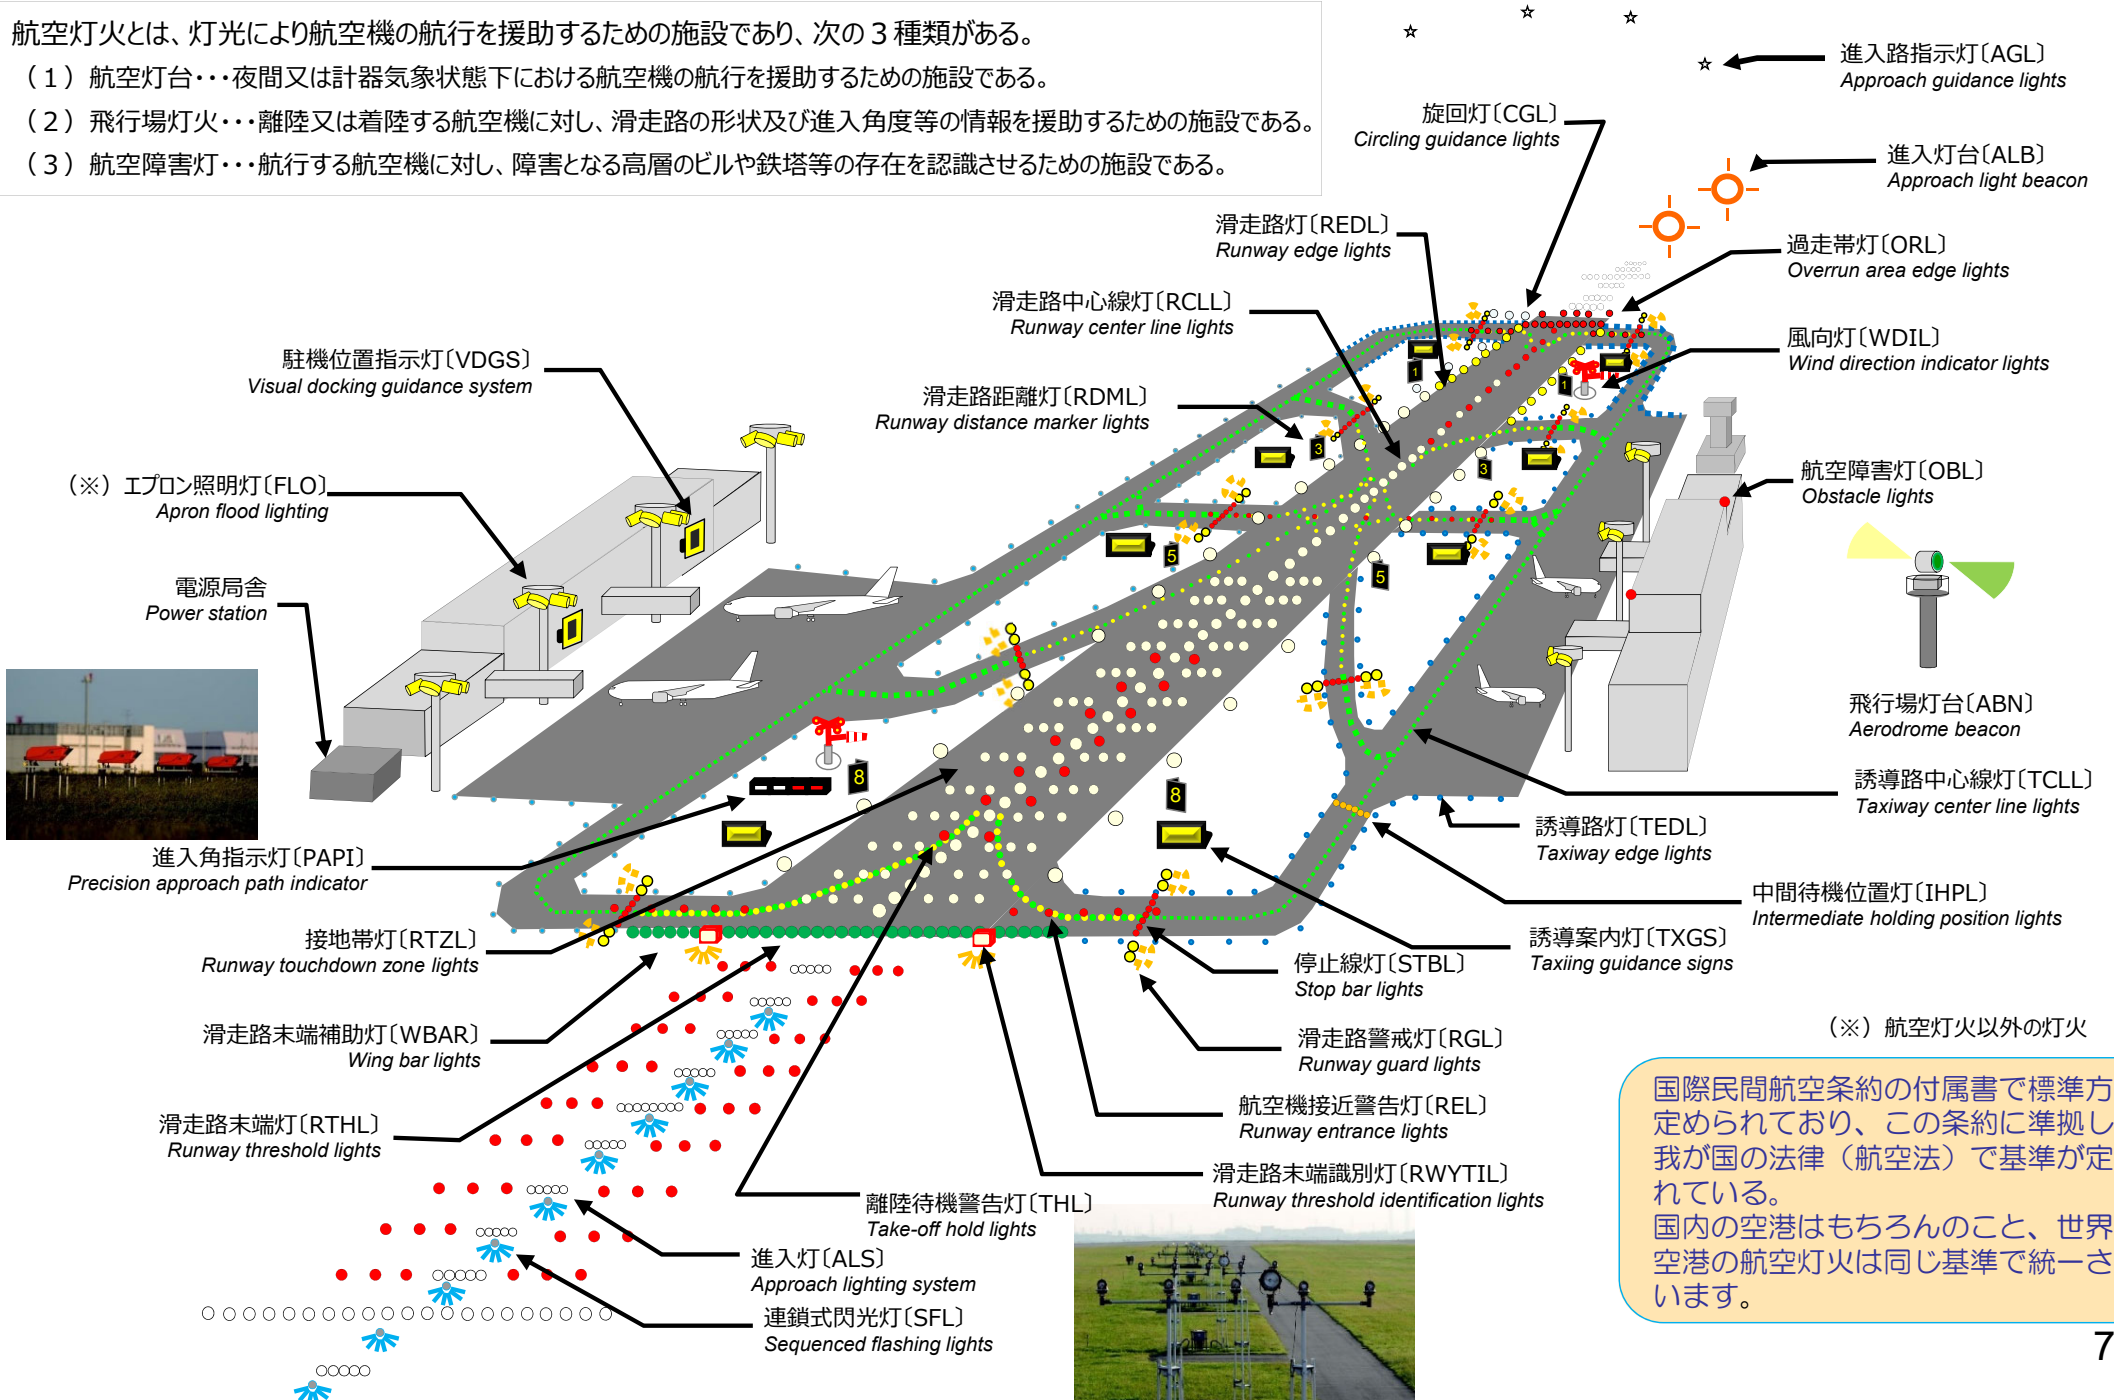 航空灯火とは、灯光により航空機の航行を援助するための施設であり、次の3種類がある。
(1)航空灯台･･･夜間又は計器気象状態下における航空機の航行を援助するための施設である。
(2)飛行場灯火･･･離陸又は着陸する航空機に対し、滑走路の形状及び進入角度等の情報を援助するための施設である。
(3)航空障害灯･･･航行する航空機に対し、障害となる高層のビルや鉄塔等の存在を認識させるための施設である。
進入路指示灯〔AGL〕
Approach guidance lights
旋回灯〔CGL〕
Circling guidance lights
進入灯台〔ALB〕
Approach light beacon
滑走路灯〔REDL〕
Runway edge lights
過走帯灯〔ORL〕
Overrun area edge lights
滑走路中心線灯〔RCLL〕
Runway center line lights
風向灯〔WDIL〕
Wind direction indicator lights
駐機位置指示灯〔VDGS〕
Visual docking guidance system
滑走路距離灯〔RDML〕
Runway distance marker lights
1
1
3
3
5
5
8
8
(※)エプロン照明灯〔FLO〕
Apron flood lighting
航空障害灯〔OBL〕
Obstacle lights
電源局舎
Power station
飛行場灯台〔ABN〕
Aerodrome beacon
誘導路中心線灯〔TCLL〕
Taxiway center line lights
誘導路灯〔TEDL〕
Taxiway edge lights
進入角指示灯〔PAPI〕
Precision approach path indicator
中間待機位置灯〔IHPL〕
Intermediate holding position lights
接地帯灯〔RTZL〕
Runway touchdown zone lights
誘導案内灯〔TXGS〕
Taxiing guidance signs
停止線灯〔STBL〕
Stop bar lights
滑走路末端補助灯〔WBAR〕
Wing bar lights
滑走路警戒灯〔RGL〕
Runway guard lights
(※)航空灯火以外の灯火
滑走路末端灯〔RTHL〕
Runway threshold lights
航空機接近警告灯〔REL〕
Runway entrance lights
滑走路末端識別灯〔RWYTIL〕
Runway threshold identification lights
離陸待機警告灯〔THL〕
Take-off hold lights
進入灯〔ALS〕
Approach lighting system
連鎖式閃光灯〔SFL〕
Sequenced flashing lights
国際民間航空条約の付属書で標準方
定められており、この条約に準拠し
我が国の法律（航空法）で基準が定
れている。
国内の空港はもちろんのこと、世界
空港の航空灯火は同じ基準で統一さ
います。
7